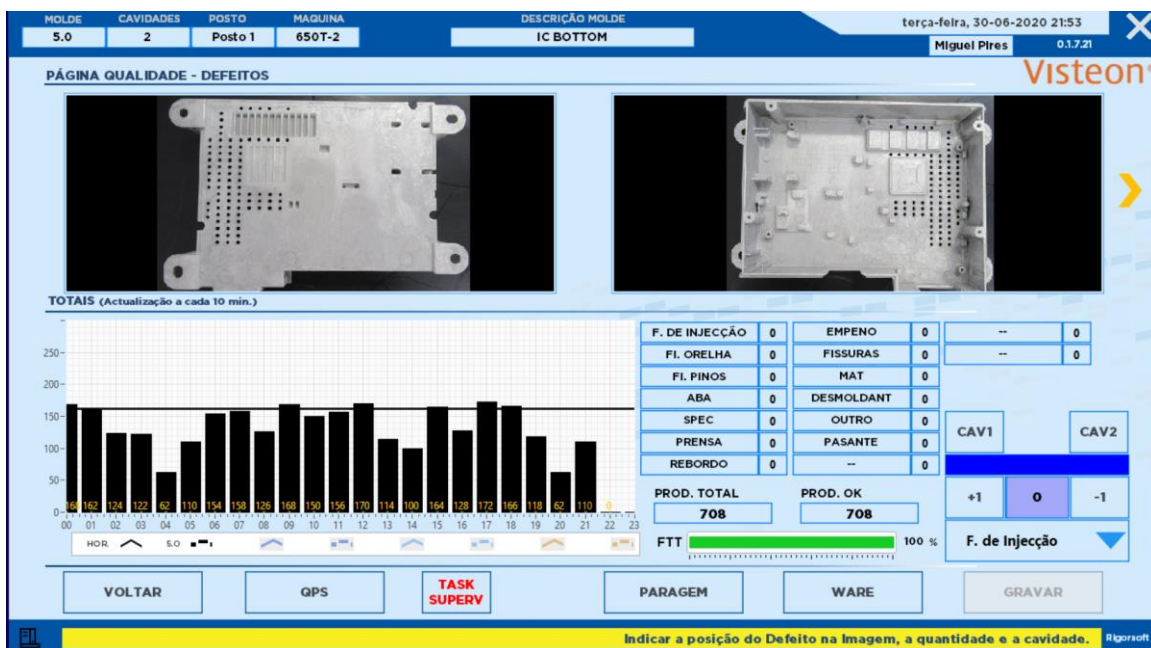 MOLDE CAVIDADES POSTO MAQUINA DESCRIÇÃO MOLDE terça-feira, 30-06-2020 21:53
5.0 2 Posto 1 650T-2 IC BOTTOM Miguel Pires 0.1.7.21
PÁGINA QUALIDADE - DEFEITOS Visteon
TOTAIS (Actualização a cada 10 min.)
F. DE INJECÇÃO 0 EMPENO 0 -- 0
FI. ORELHA 0 FISSURAS 0 -- 0
FI. PINOS 0 MAT 0
ABA 0 DESMOLDANT 0
SPEC 0 OUTRO 0
PRENSA 0 PASANTE 0
REBORDO 0 -- 0
CAV1 CAV2
+1 0 -1
F. de Injecção
PROD. TOTAL PROD. OK
708 708
FTT 100 %
250
200
150
100
50
0
168 162 124 122 62 110 154 158 126 168 150 156 170 114 100 164 128 172 166 118 62 110 0
00 01 02 03 04 05 06 07 08 09 10 11 12 13 14 15 16 17 18 19 20 21 22 23
HOR. 5.0
VOLTAR QPS TASK SUPERV PARAGEM WARE GRAVAR
Indicar a posição do Defeito na Imagem, a quantidade e a cavidade. Rigorsoft